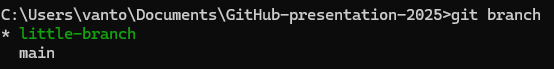 C:\Users\vanto\Documents\GitHub-presentation-2025>git branch
* little-branch
  main